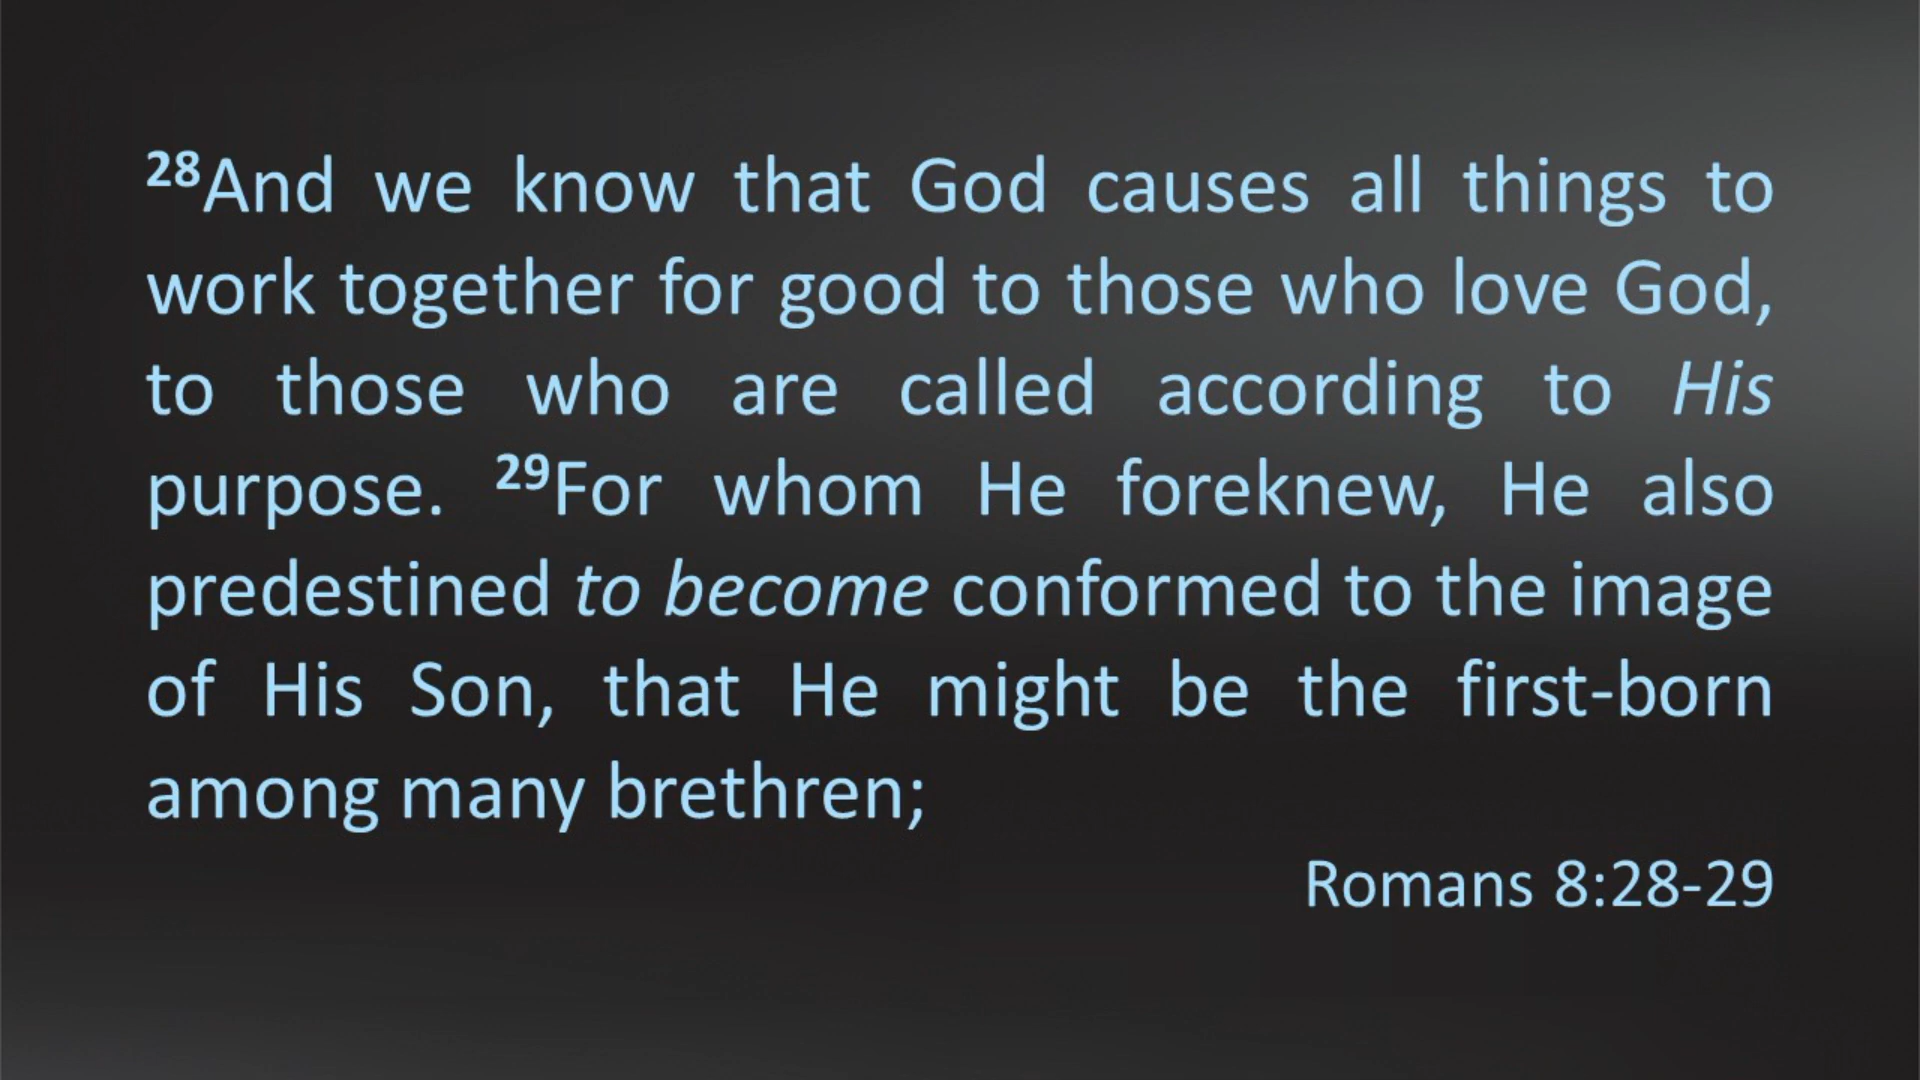 28And we know that God causes all things to
work together for good to those who love God,
to those who are called according to His
purpose. 29For whom He foreknew, He also
predestined to become conformed to the image
of His Son, that He might be the first-born
among many brethren;
Romans 8:28-29